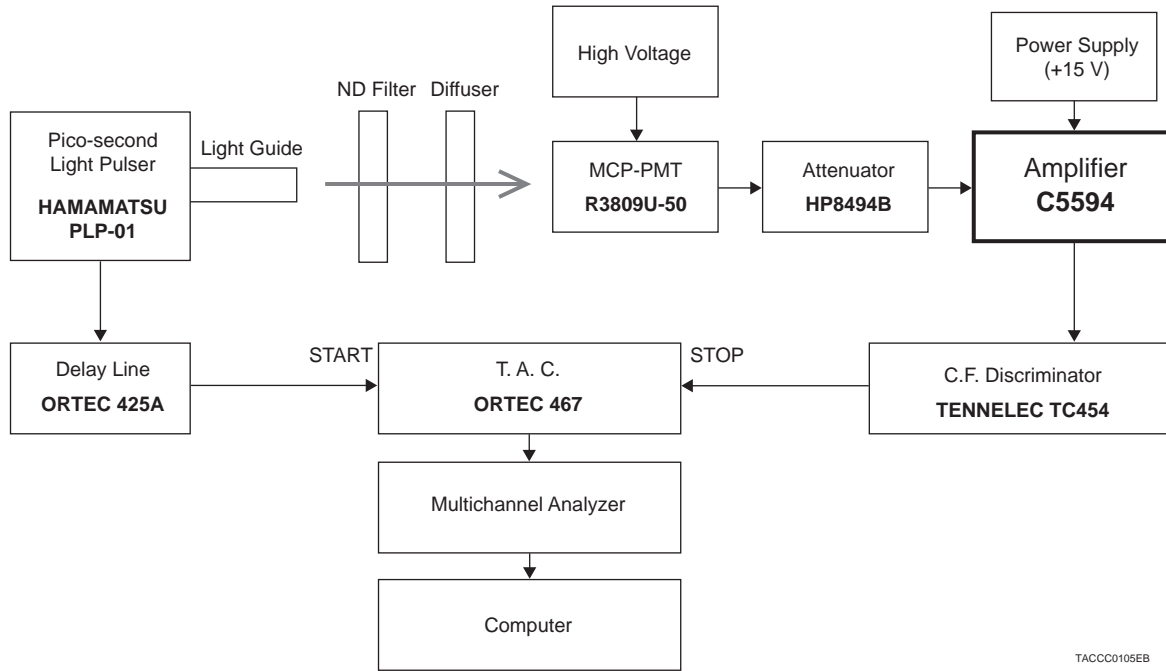 High Voltage
Power Supply
(+15 V)
ND Filter
Diffuser
Pico-second
Light Pulser
HAMAMATSU
PLP-01
Light Guide
MCP-PMT
R3809U-50
Attenuator
HP8494B
Amplifier
C5594
Delay Line
ORTEC 425A
START
T. A. C.
ORTEC 467
STOP
C.F. Discriminator
TENNELEC TC454
Multichannel Analyzer
Computer
TACCC0105EB